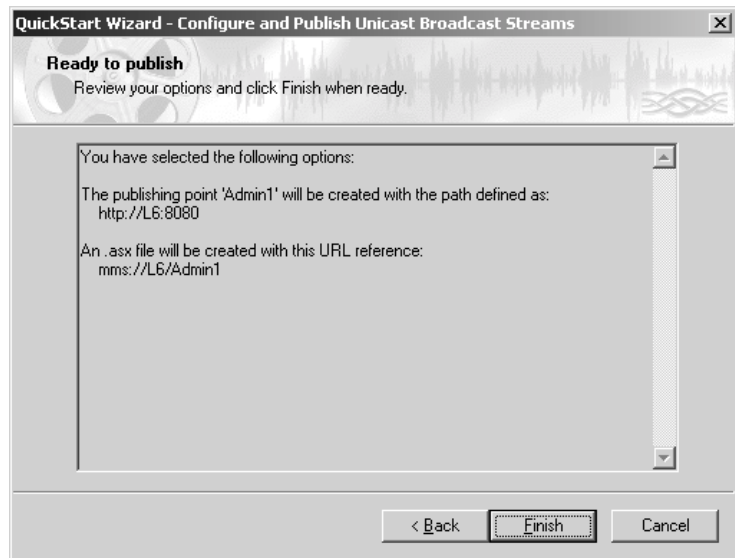 QuickStart Wizard - Configure and Publish Unicast Broadcast Streams
Ready to publish
Review your options and click Finish when ready.
You have selected the following options:
The publishing point 'Admin1' will be created with the path defined as:
http://L6:8080
An .asx file will be created with this URL reference:
mms://L6/Admin1
< Back Finish Cancel